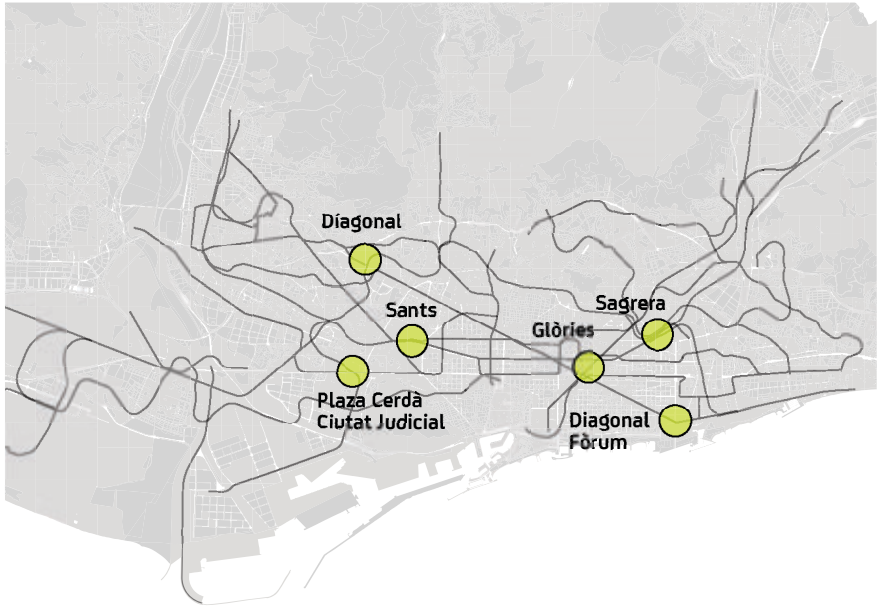 Díagonal
Sants
Sagrera
Glòries
Plaza Cerdà
Ciutat Judicial
Diagonal
Fòrum